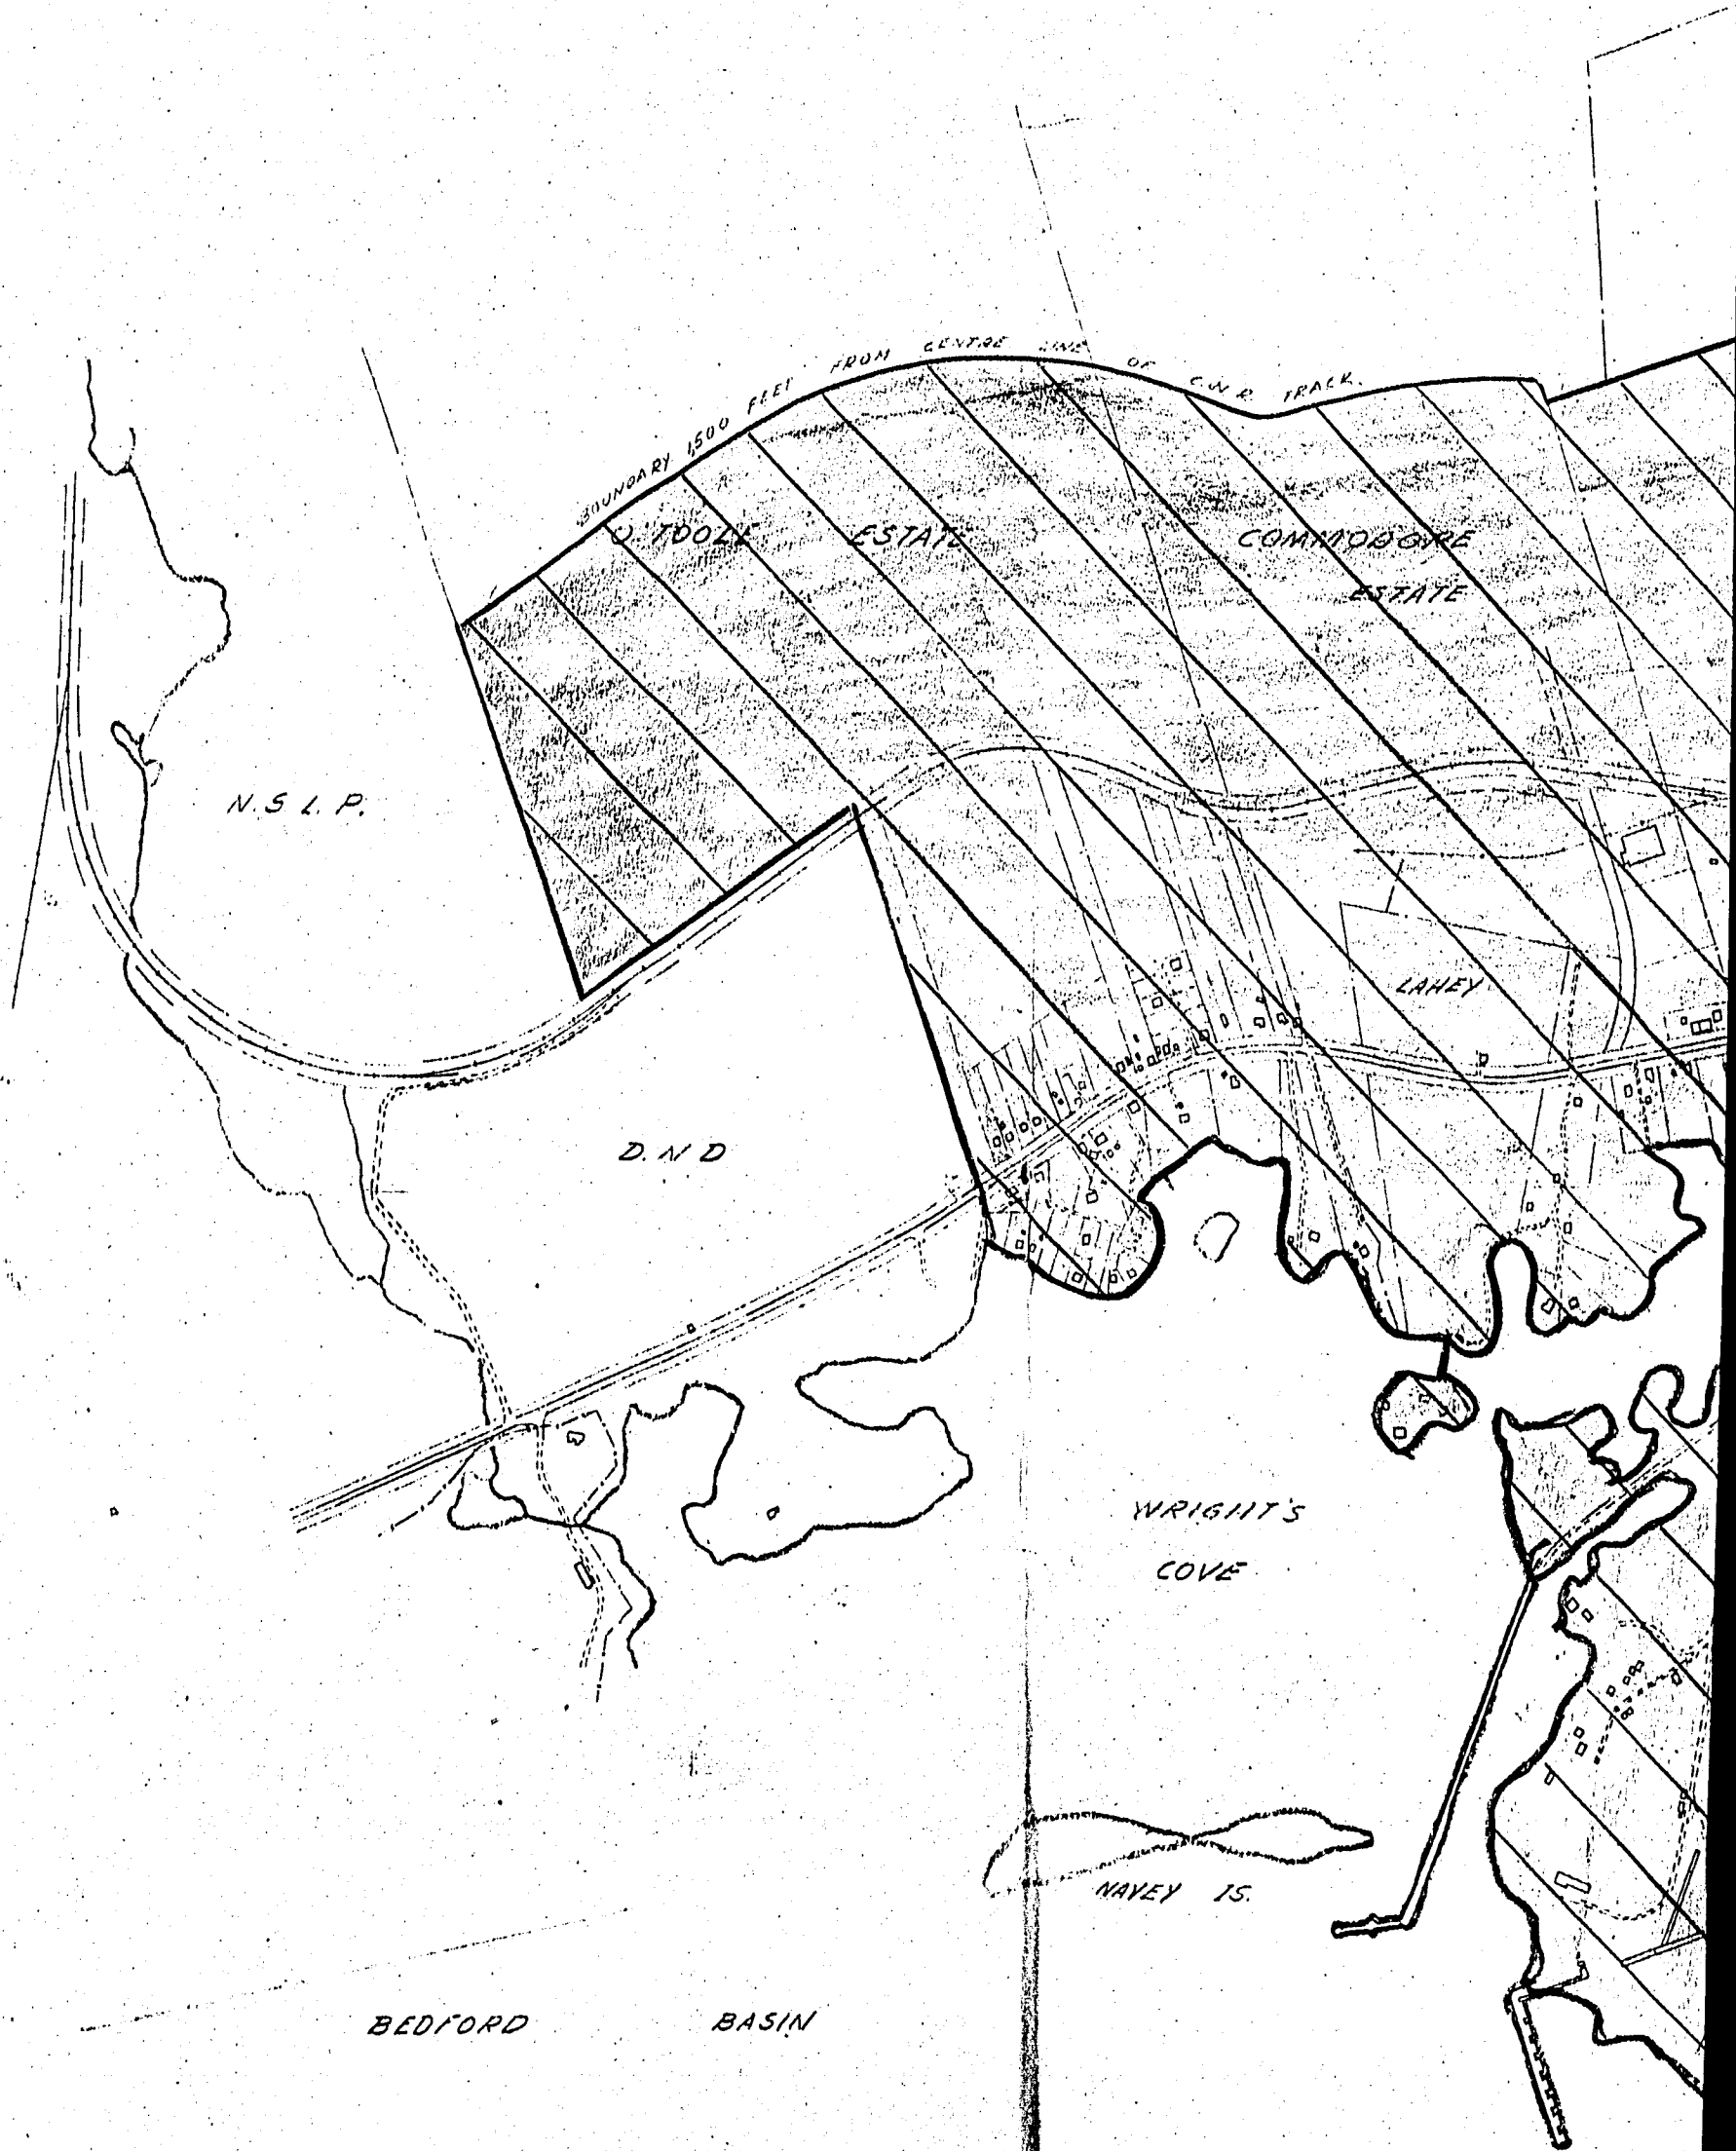 BOUNDARY 1500 FEET FROM CENTRE LINE OF C.N.R. TRACK.
O. TOOLE ESTATE
COMMODORE
ESTATE
N.S.L.P.
LAHEY
D.N.D
WRIGHT'S
COVE
NAVEY IS.
BEDFORD BASIN